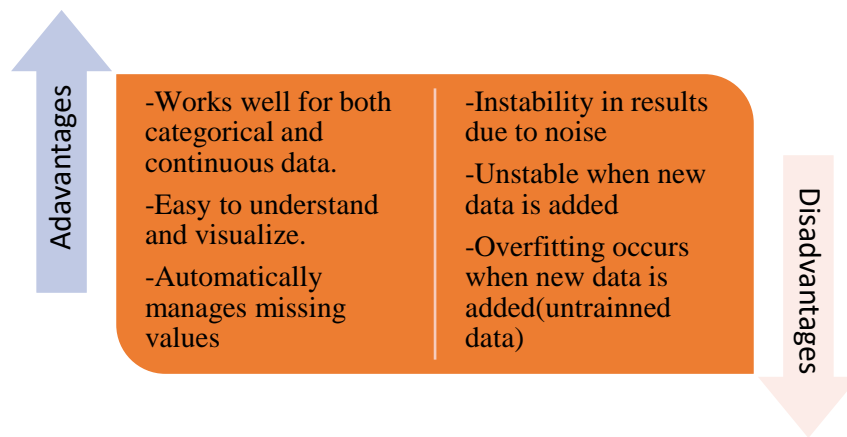 Adavantages
-Works well for both
categorical and
continuous data.
-Easy to understand
and visualize.
-Automatically
manages missing
values
-Instability in results
due to noise
-Unstable when new
data is added
-Overfitting occurs
when new data is
added(untrainned
data)
Disadvantages